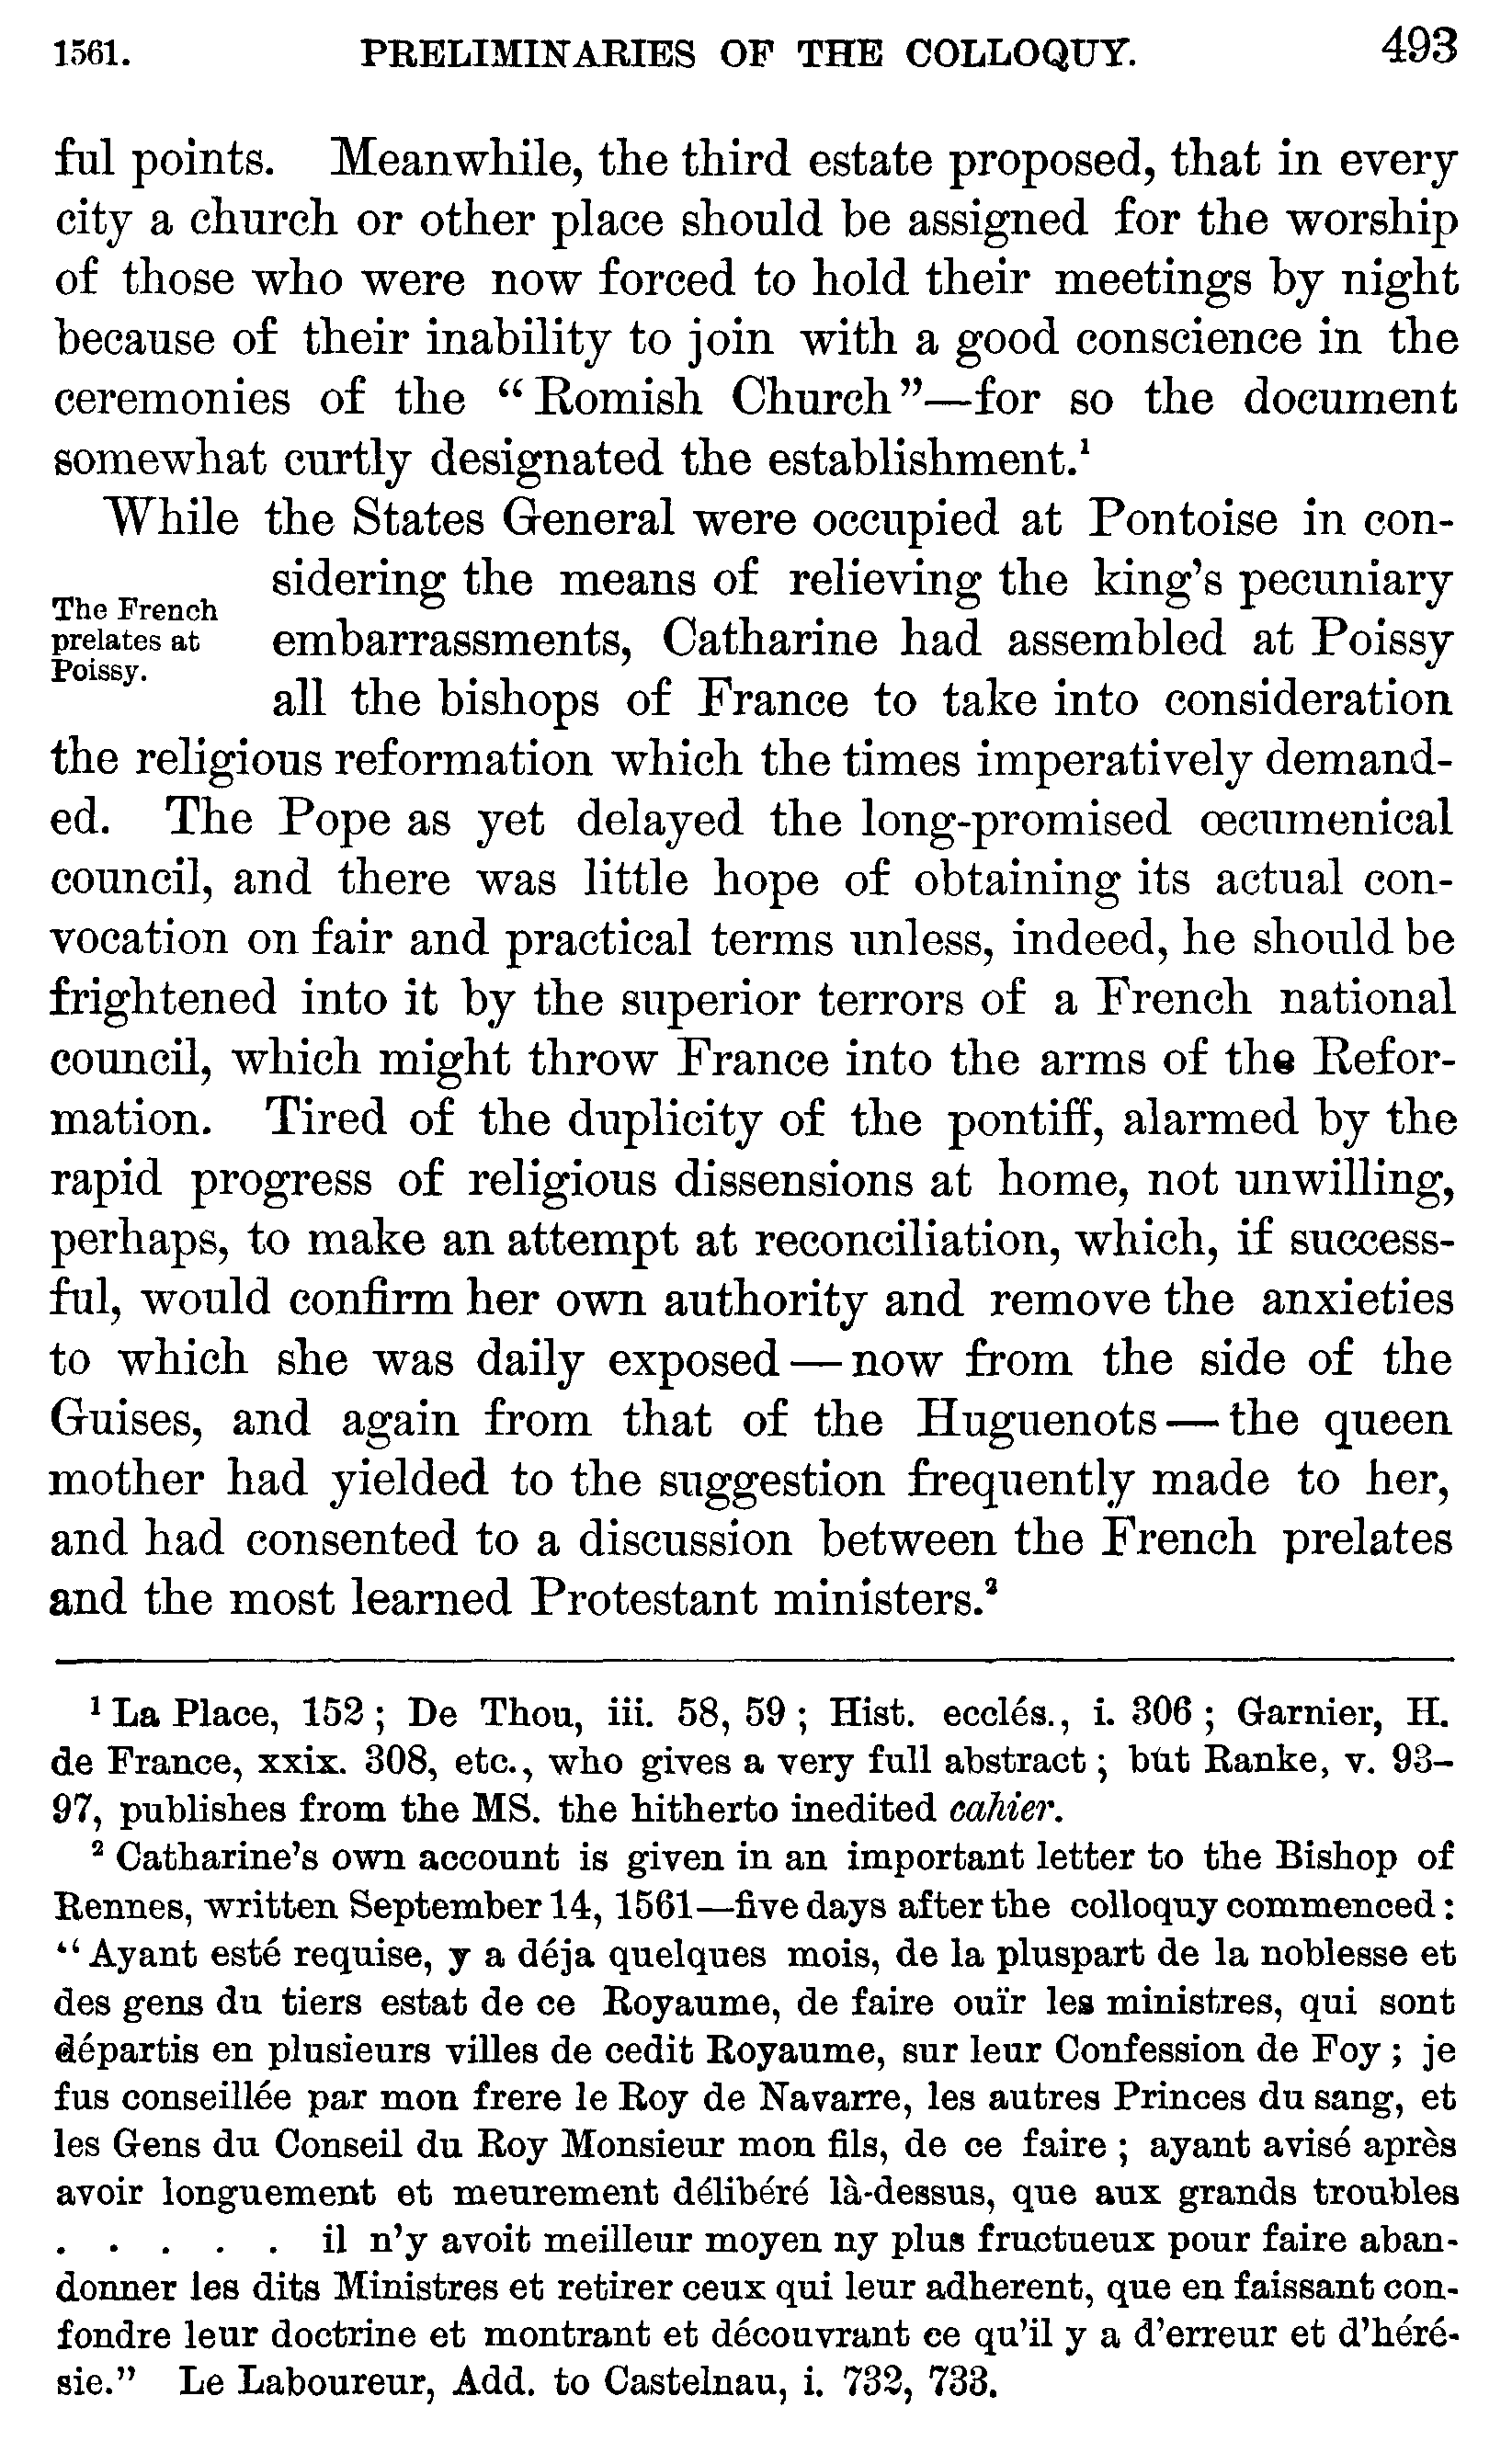 1561. PRELIMINARIES OF THE COLLOQUY. 493
ful points. Meanwhile, the third estate proposed, that in every
city a church or other place should be assigned for the worship
of those who were now forced to hold their meetings by night
because of their inability to join with a good conscience in the
ceremonies of the “Romish Church”—for so the document
somewhat curtly designated the establishment.¹
While the States General were occupied at Pontoise in con-
sidering the means of relieving the king’s pecuniary
The French
prelates at
Poissy.
embarrassments, Catharine had assembled at Poissy
all the bishops of France to take into consideration
the religious reformation which the times imperatively demand-
ed. The Pope as yet delayed the long-promised œcumenical
council, and there was little hope of obtaining its actual con-
vocation on fair and practical terms unless, indeed, he should be
frightened into it by the superior terrors of a French national
council, which might throw France into the arms of the Refor-
mation. Tired of the duplicity of the pontiff, alarmed by the
rapid progress of religious dissensions at home, not unwilling,
perhaps, to make an attempt at reconciliation, which, if success-
ful, would confirm her own authority and remove the anxieties
to which she was daily exposed—now from the side of the
Guises, and again from that of the Huguenots—the queen
mother had yielded to the suggestion frequently made to her,
and had consented to a discussion between the French prelates
and the most learned Protestant ministers.²
¹ La Place, 152; De Thou, iii. 58, 59; Hist. ecclés., i. 306; Garnier, H.
de France, xxix. 308, etc., who gives a very full abstract; but Ranke, v. 93–
97, publishes from the MS. the hitherto inedited cahier.
² Catharine’s own account is given in an important letter to the Bishop of
Rennes, written September 14, 1561—five days after the colloquy commenced:
“Ayant esté requise, y a déja quelques mois, de la pluspart de la noblesse et
des gens du tiers estat de ce Royaume, de faire ouïr les ministres, qui sont
départis en plusieurs villes de cedit Royaume, sur leur Confession de Foy; je
fus conseillée par mon frere le Roy de Navarre, les autres Princes du sang, et
les Gens du Conseil du Roy Monsieur mon fils, de ce faire; ayant avisé après
avoir longuement et meurement délibéré là-dessus, que aux grands troubles
. . . . . il n’y avoit meilleur moyen ny plus fructueux pour faire aban-
donner les dits Ministres et retirer ceux qui leur adherent, que en faissant con-
fondre leur doctrine et montrant et découvrant ce qu’il y a d’erreur et d’héré-
sie.” Le Laboureur, Add. to Castelnau, i. 732, 733.